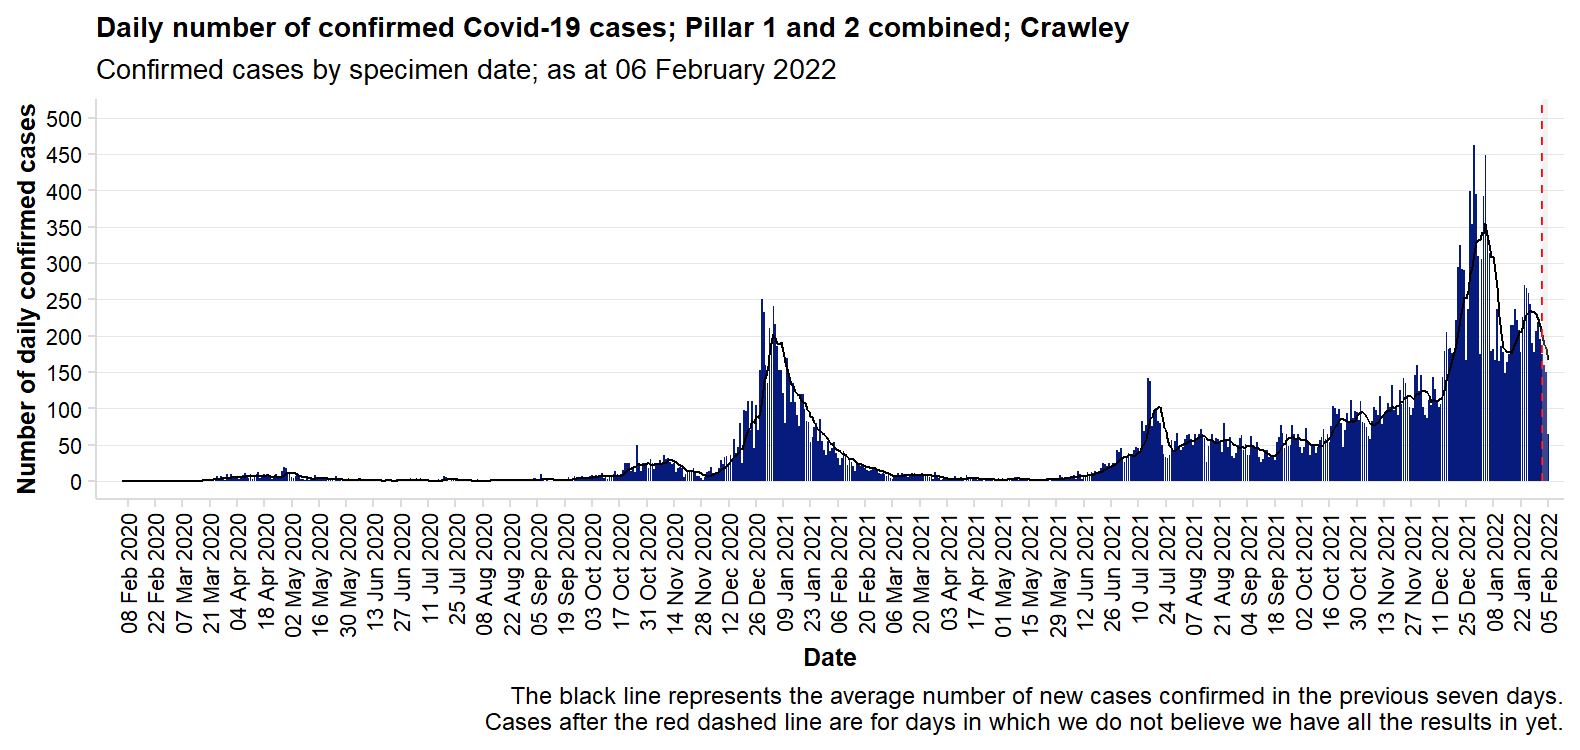 Daily number of confirmed Covid-19 cases; Pillar 1 and 2 combined; Crawley
Confirmed cases by specimen date; as at 06 February 2022
Number of daily confirmed cases
500
450
400
350
300
250
200
150
100
50
0
08 Feb 2020
22 Feb 2020
07 Mar 2020
21 Mar 2020
04 Apr 2020
18 Apr 2020
02 May 2020
16 May 2020
30 May 2020
13 Jun 2020
27 Jun 2020
11 Jul 2020
25 Jul 2020
08 Aug 2020
22 Aug 2020
05 Sep 2020
19 Sep 2020
03 Oct 2020
17 Oct 2020
31 Oct 2020
14 Nov 2020
28 Nov 2020
12 Dec 2020
26 Dec 2020
09 Jan 2021
23 Jan 2021
06 Feb 2021
20 Feb 2021
06 Mar 2021
20 Mar 2021
03 Apr 2021
17 Apr 2021
01 May 2021
15 May 2021
29 May 2021
12 Jun 2021
26 Jun 2021
10 Jul 2021
24 Jul 2021
07 Aug 2021
21 Aug 2021
04 Sep 2021
18 Sep 2021
02 Oct 2021
16 Oct 2021
30 Oct 2021
13 Nov 2021
27 Nov 2021
11 Dec 2021
25 Dec 2021
08 Jan 2022
22 Jan 2022
05 Feb 2022
Date
The black line represents the average number of new cases confirmed in the previous seven days.
Cases after the red dashed line are for days in which we do not believe we have all the results in yet.